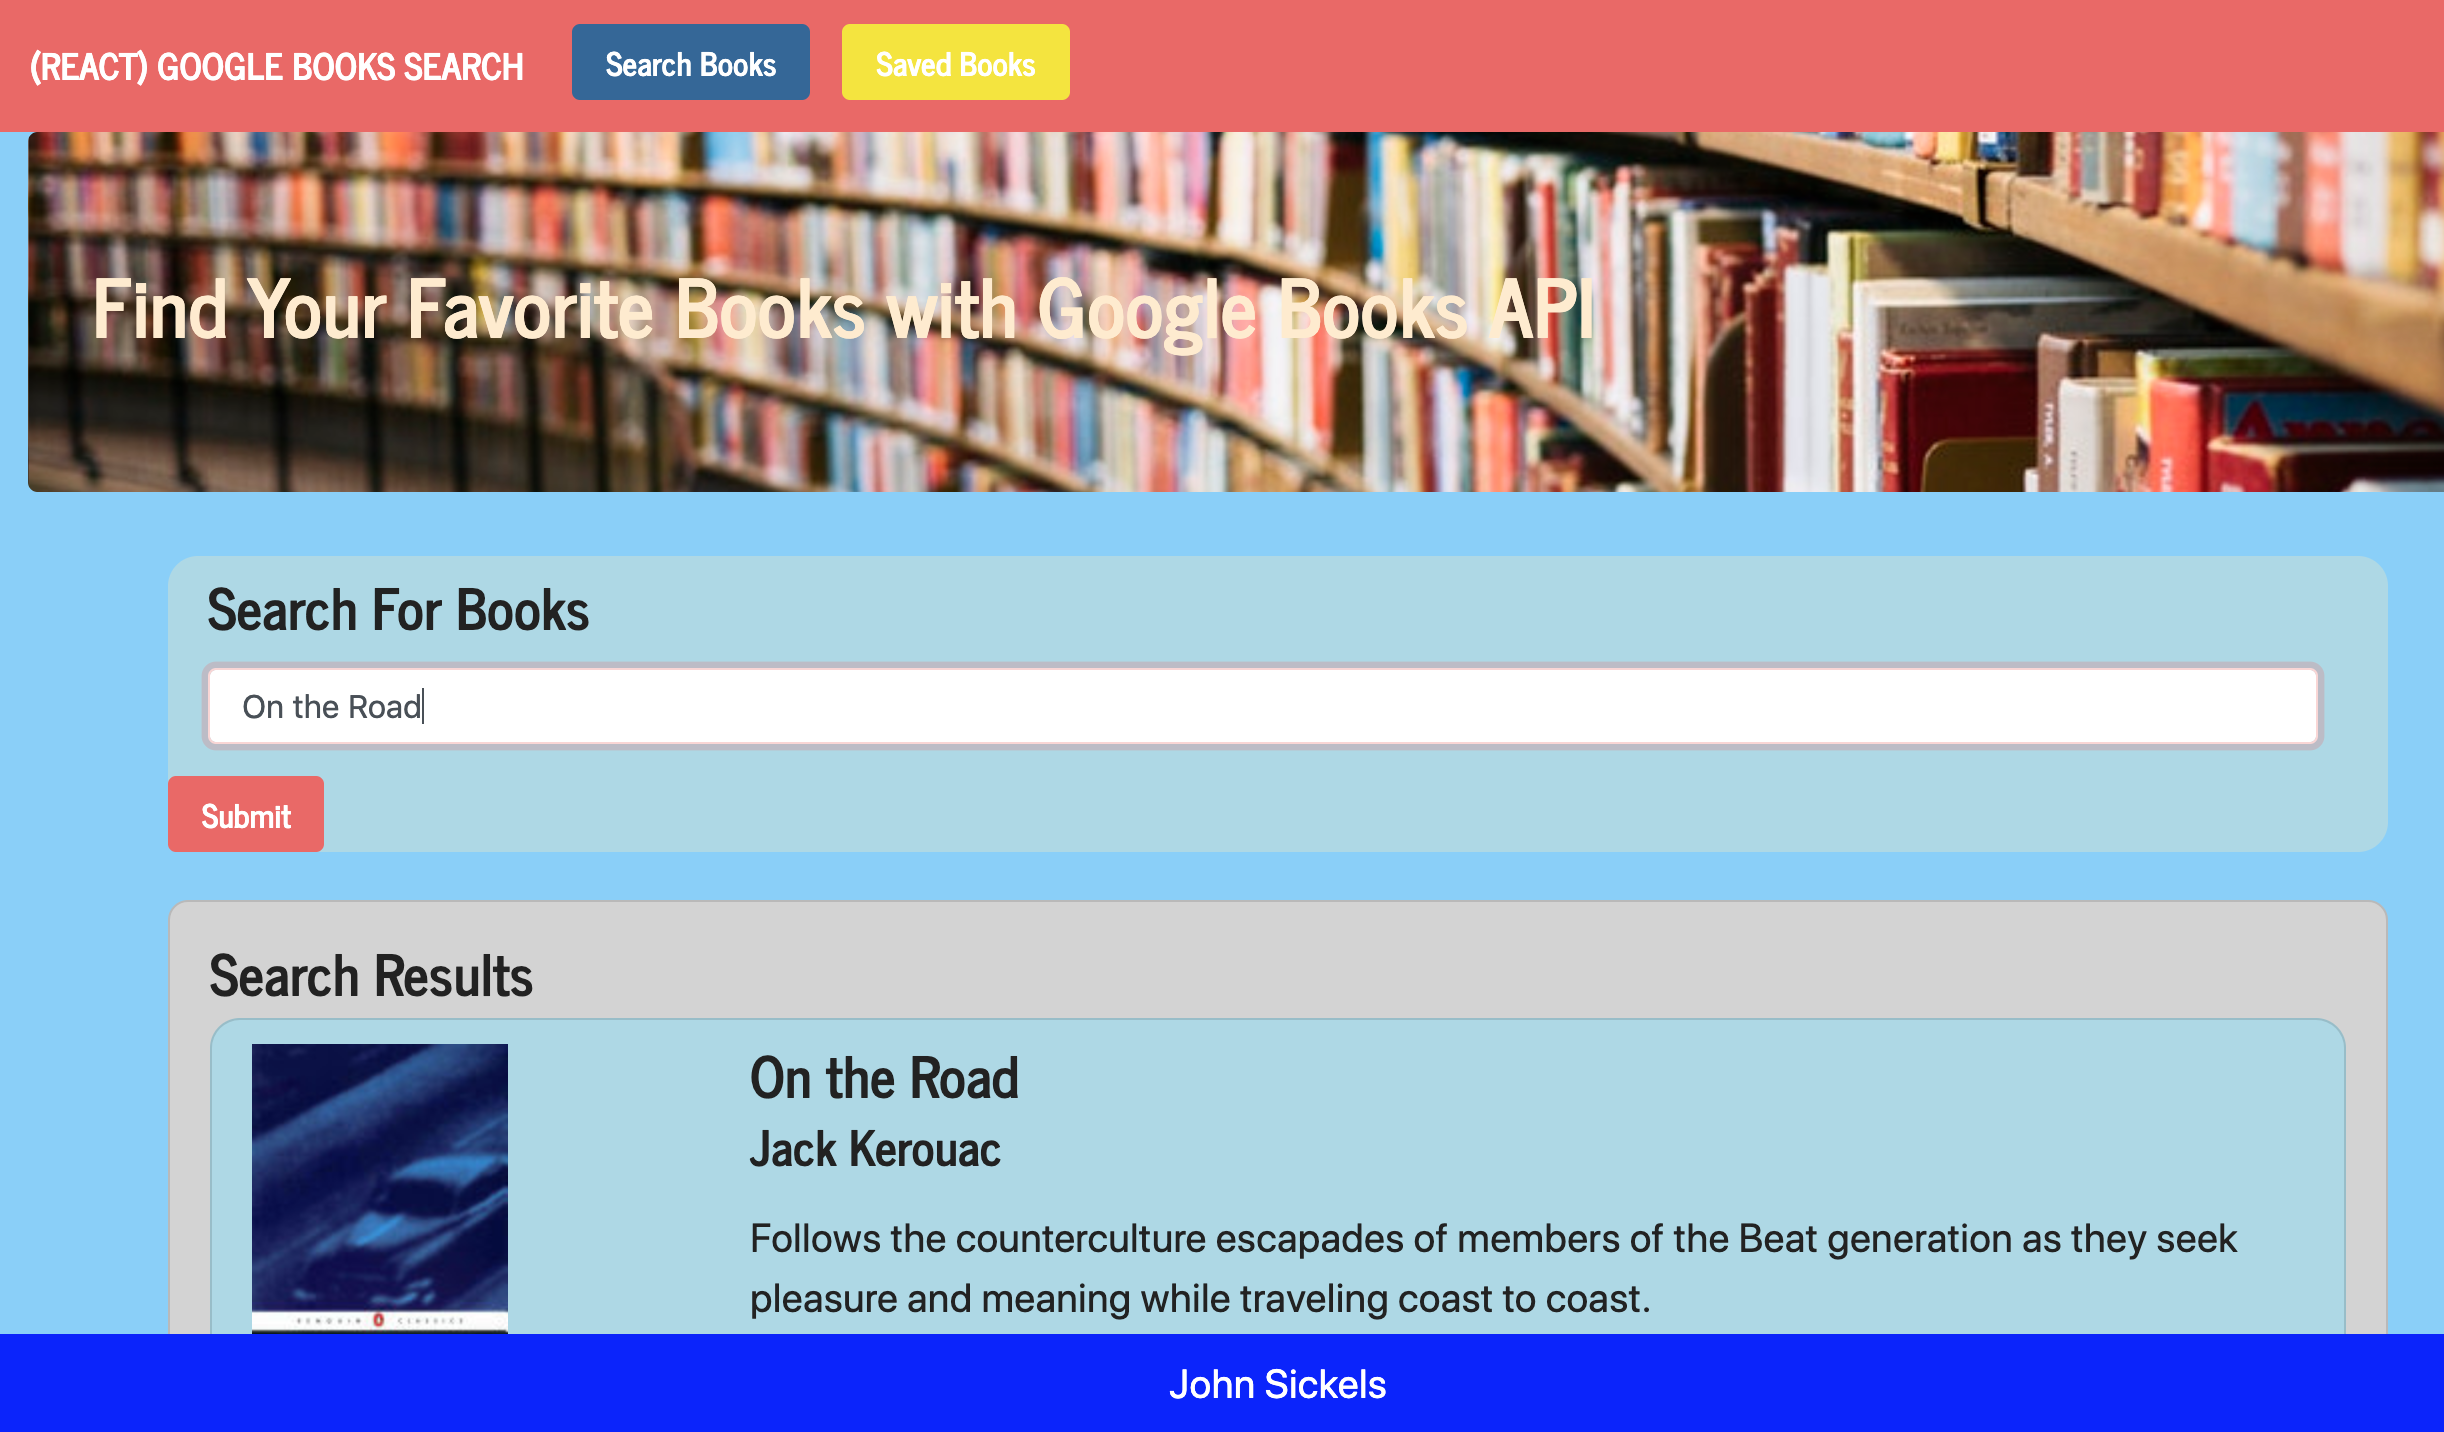 (REACT) GOOGLE BOOKS SEARCH
Search Books
Saved Books
Find Your Favorite Books with Google Books API
Search For Books
On the Road
Submit
Search Results
On the Road
Jack Kerouac
Follows the counterculture escapades of members of the Beat generation as they seek
pleasure and meaning while traveling coast to coast.
PENGUIN CLASSICS
John Sickels